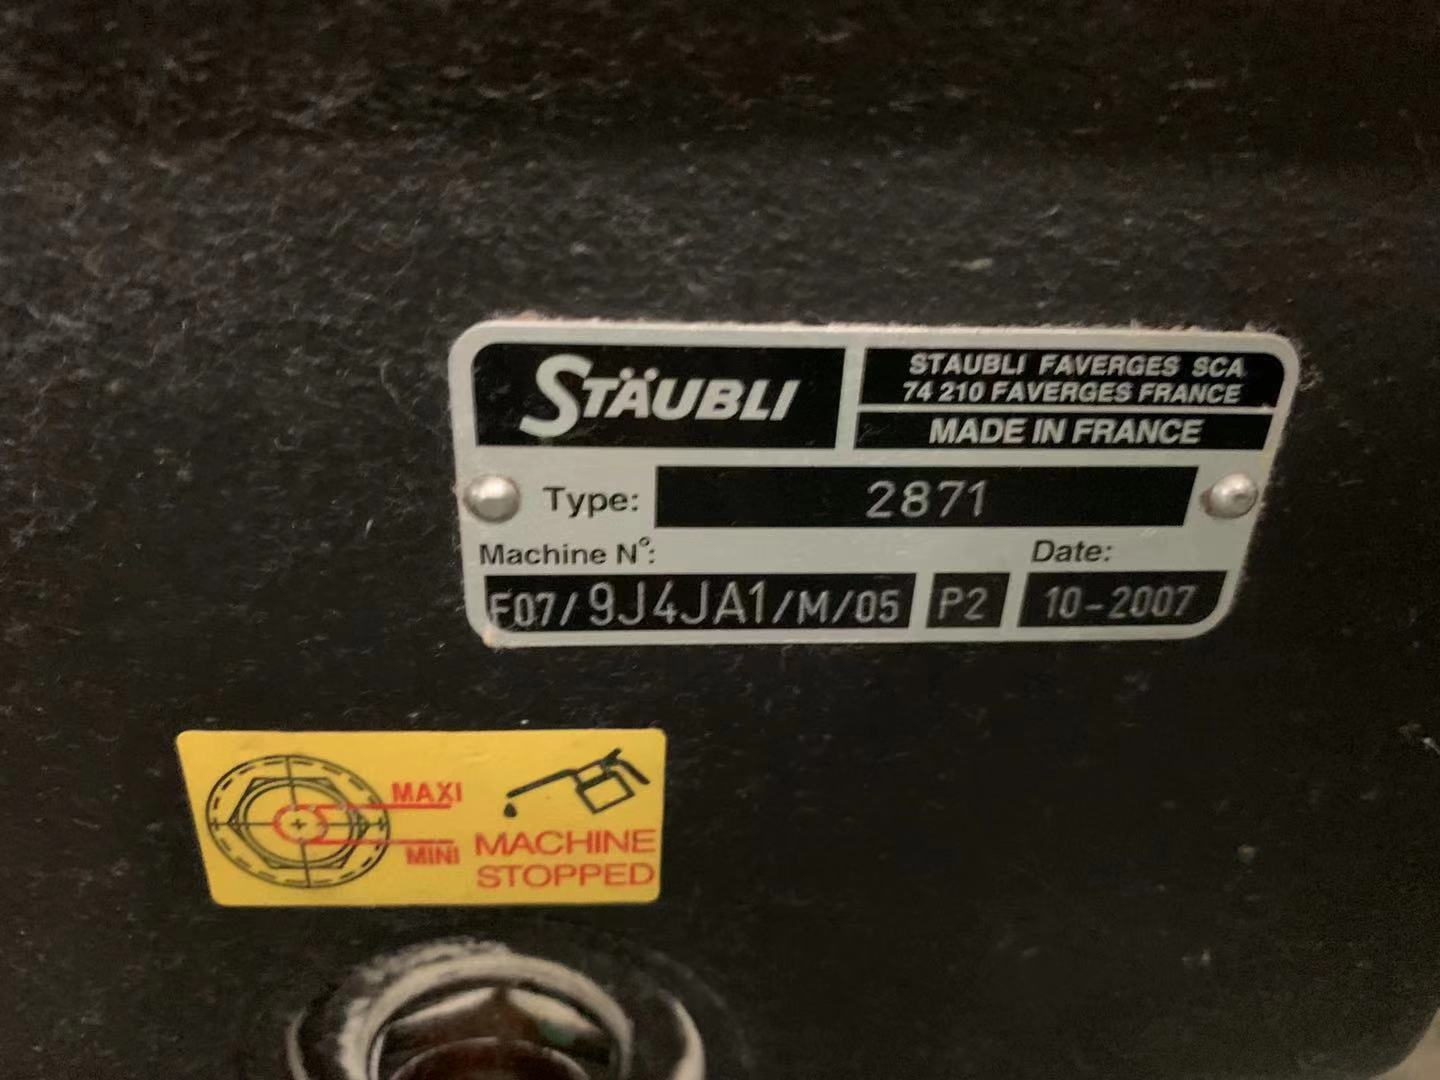 STÄUBLI
STAUBLI FAVERGES SCA
74 210 FAVERGES FRANCE
MADE IN FRANCE
Type: 2871
Machine N°: Date:
F07/9J4JA1/M/05 P2 10-2007
MAXI
MINI
MACHINE
STOPPED